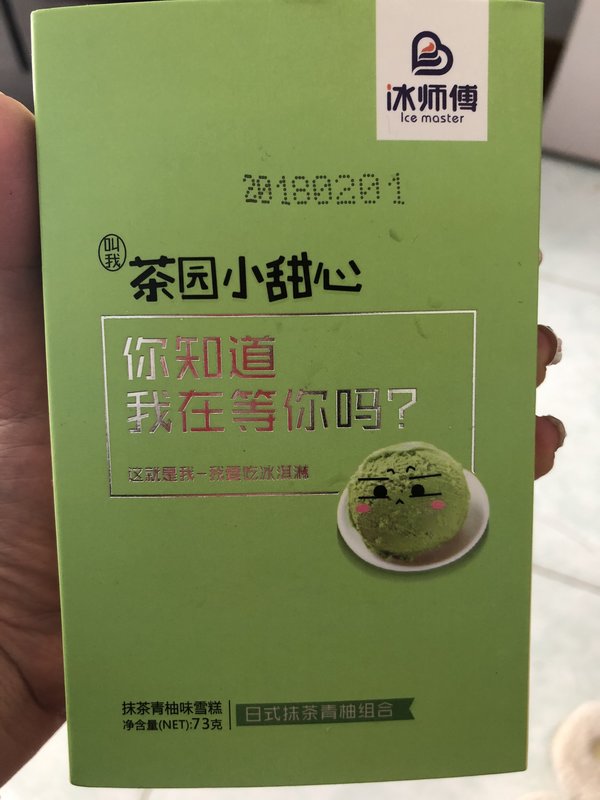 冰师傅
Ice master
20180201
叫我
茶园小甜心
你知道
我在等你吗?
这就是我-我爱吃冰淇淋
抹茶青柚味雪糕
净含量(NET):73克
日式抹茶青柚组合